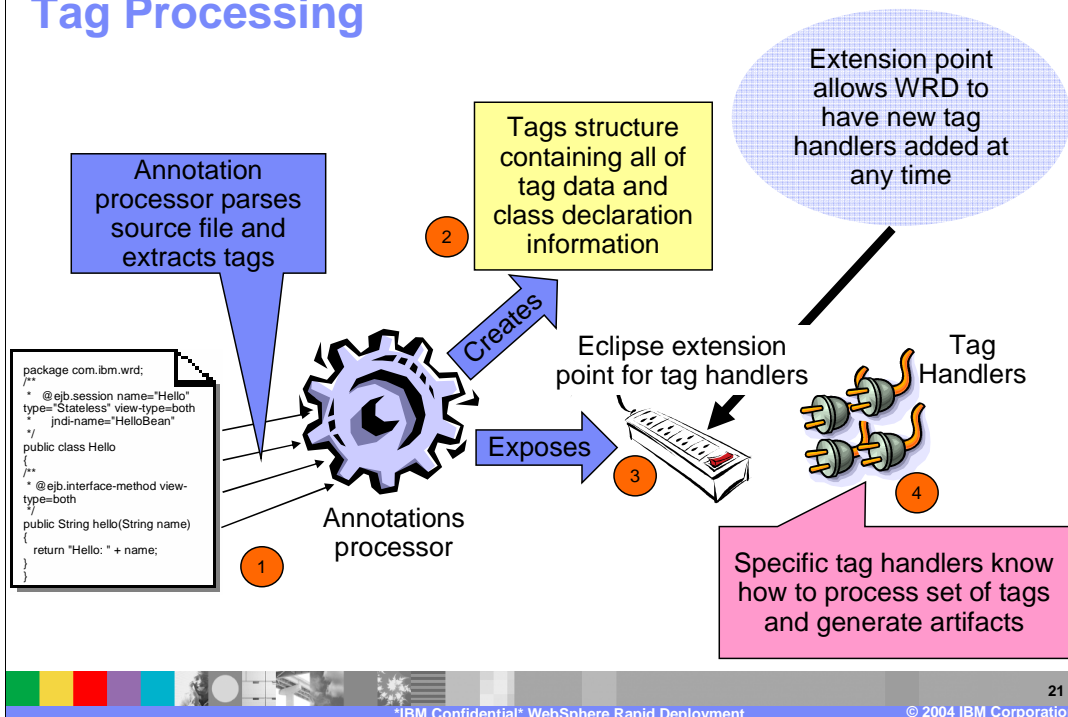 Tag Processing
Extension point
allows WRD to
have new tag
handlers added at
any time
Tags structure
containing all of
tag data and
class declaration
information
Annotation
processor parses
source file and
extracts tags
2
Creates
Eclipse extension
point for tag handlers
Tag
Handlers
package com.ibm.wrd;
/**
* @ejb.session name="Hello"
type="Stateless" view-type=both
* jndi-name="HelloBean"
*/
public class Hello
{
/**
* @ejb.interface-method view-
type=both
*/
public String hello(String name)
{
return "Hello: " + name;
}
}
Exposes
3
4
Annotations
processor
1
Specific tag handlers know
how to process set of tags
and generate artifacts
21
*IBM Confidential* WebSphere Rapid Deployment
© 2004 IBM Corporatio